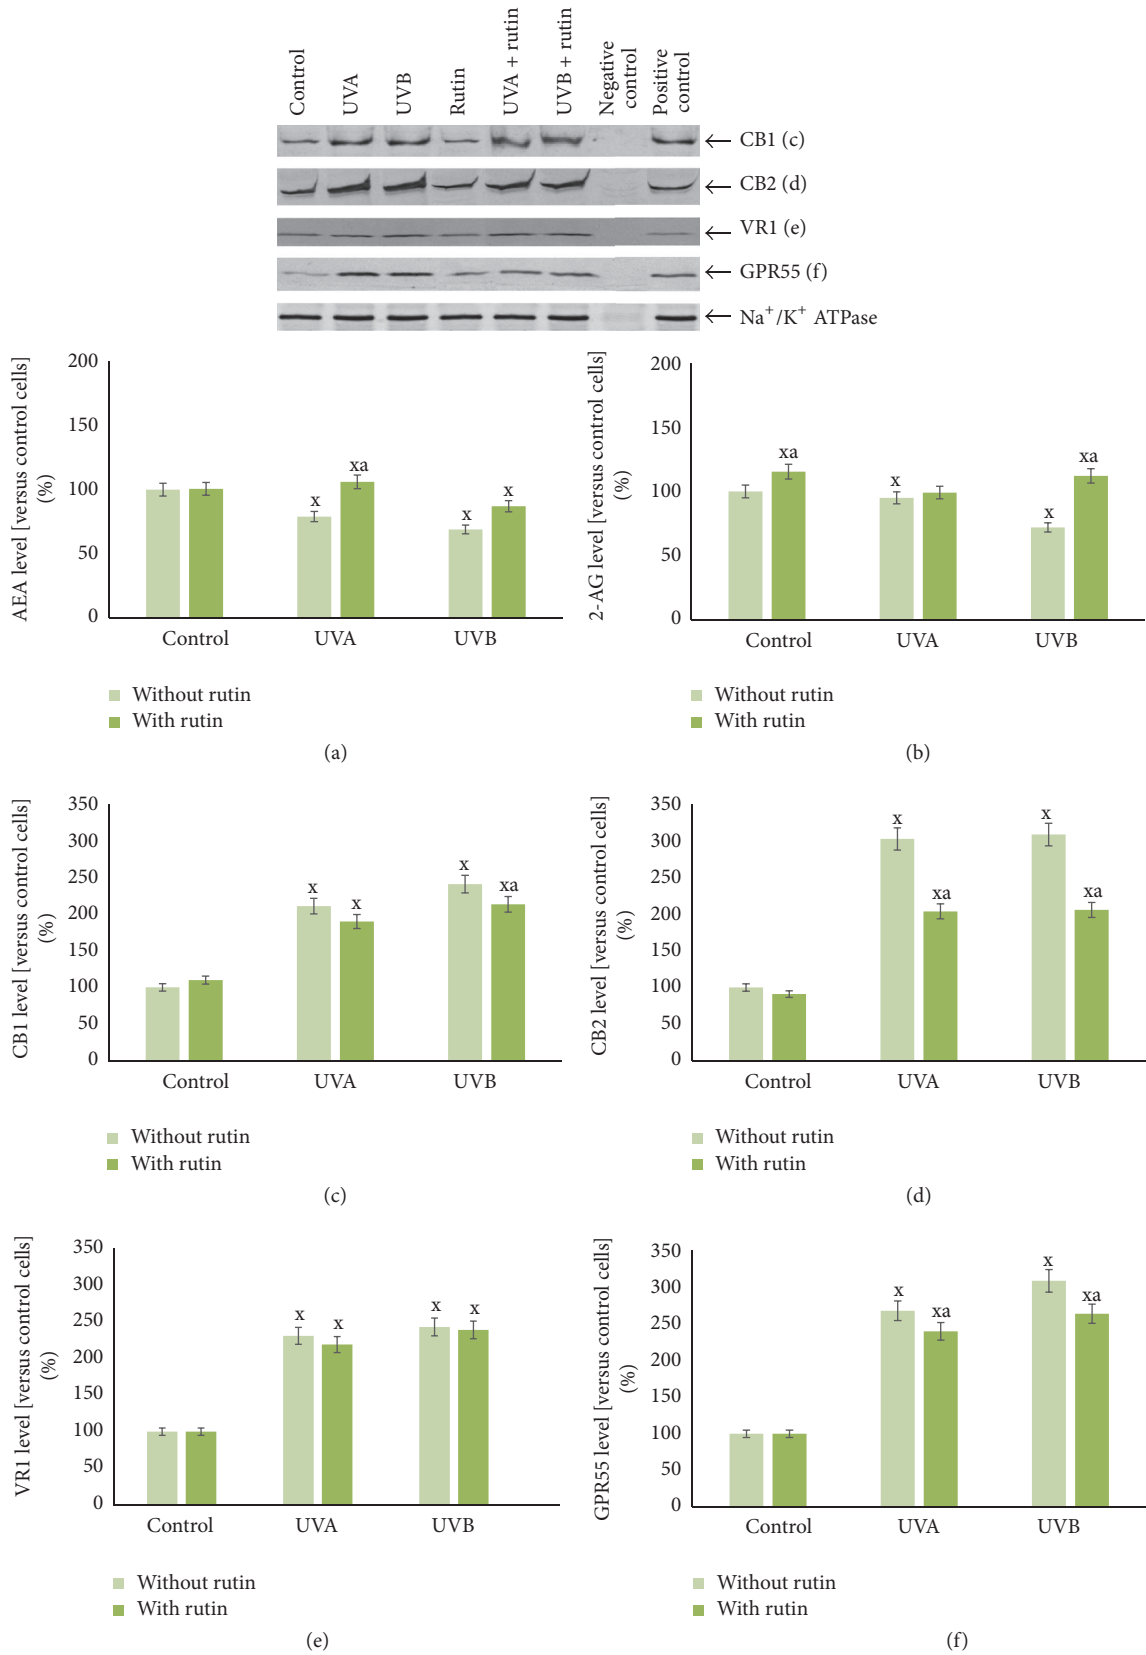 Control
UVA
UVB
Rutin
UVA + rutin
UVB + rutin
Negative
control
Positive
control
CB1 (c)
CB2 (d)
VR1 (e)
GPR55 (f)
Na⁺/K⁺ ATPase
AEA level [versus control cells]
(%)
200
150
100
50
0
x
xa
x
x
Control
UVA
UVB
Without rutin
With rutin
(a)
2-AG level [versus control cells]
(%)
200
150
100
50
0
xa
x
x
xa
Control
UVA
UVB
Without rutin
With rutin
(b)
CB1 level [versus control cells]
(%)
350
300
250
200
150
100
50
0
x
x
x
xa
Control
UVA
UVB
Without rutin
With rutin
(c)
CB2 level [versus control cells]
(%)
350
300
250
200
150
100
50
0
x
xa
x
xa
Control
UVA
UVB
Without rutin
With rutin
(d)
VR1 level [versus control cells]
(%)
350
300
250
200
150
100
50
0
x
x
x
x
Control
UVA
UVB
Without rutin
With rutin
(e)
GPR55 level [versus control cells]
(%)
350
300
250
200
150
100
50
0
x
xa
x
xa
Control
UVA
UVB
Without rutin
With rutin
(f)